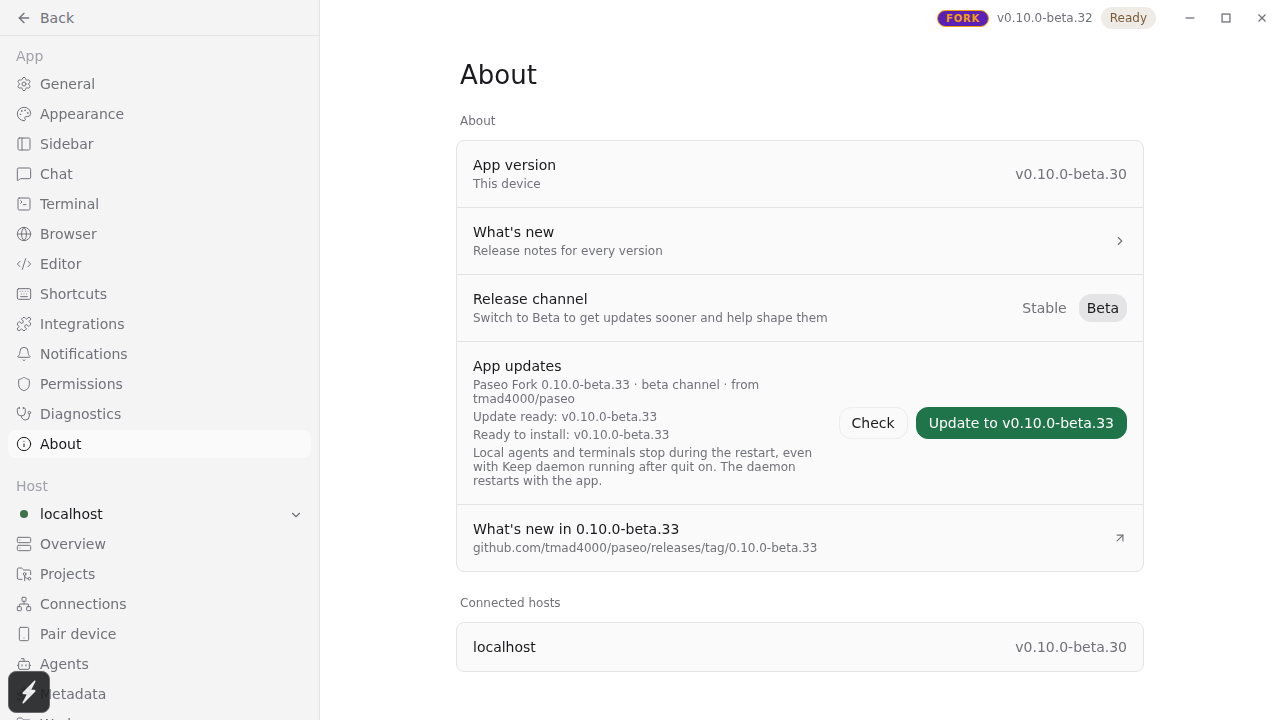 Back
FORK
v0.10.0-beta.32
Ready
App
General
Appearance
Sidebar
Chat
Terminal
Browser
Editor
Shortcuts
Integrations
Notifications
Permissions
Diagnostics
About
Host
localhost
Overview
Projects
Connections
Pair device
Agents
Metadata
About
About
App version
This device
v0.10.0-beta.30
What's new
Release notes for every version
Release channel
Switch to Beta to get updates sooner and help shape them
Stable
Beta
App updates
Paseo Fork 0.10.0-beta.33 · beta channel · from
tmad4000/paseo
Update ready: v0.10.0-beta.33
Ready to install: v0.10.0-beta.33
Local agents and terminals stop during the restart, even
with Keep daemon running after quit on. The daemon
restarts with the app.
Check
Update to v0.10.0-beta.33
What's new in 0.10.0-beta.33
github.com/tmad4000/paseo/releases/tag/0.10.0-beta.33
Connected hosts
localhost
v0.10.0-beta.30